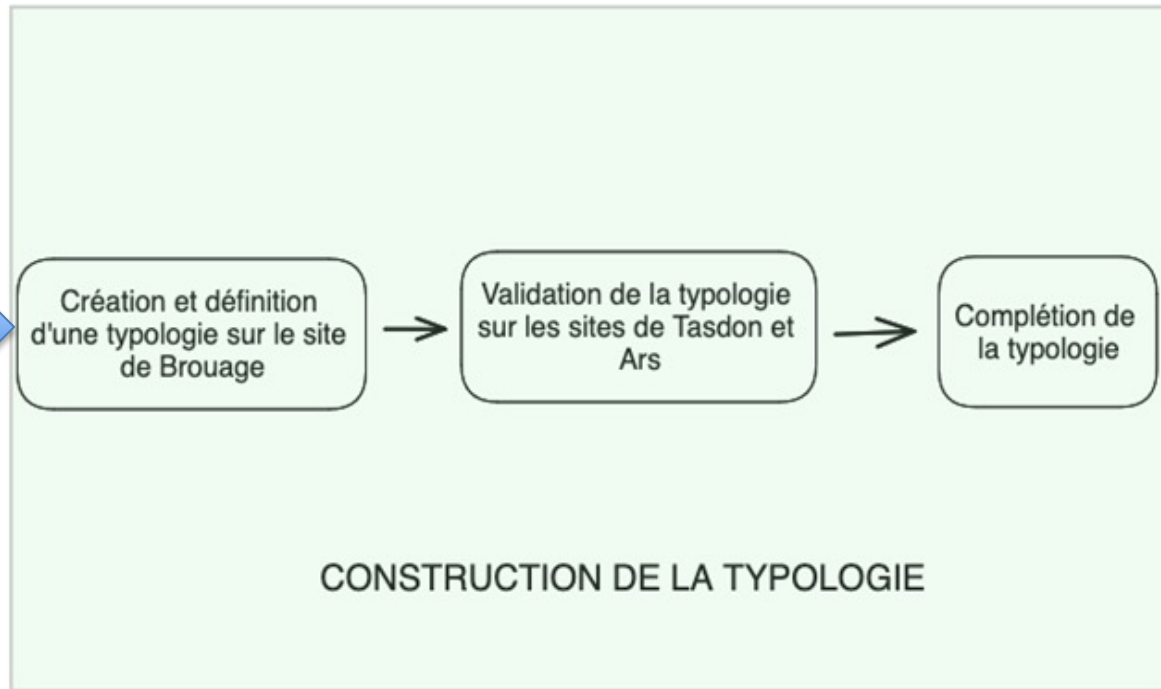 Création et définition
d'une typologie sur le site
de Brouage
Validation de la typologie
sur les sites de Tasdon et
Ars
Complétion de
la typologie
CONSTRUCTION DE LA TYPOLOGIE